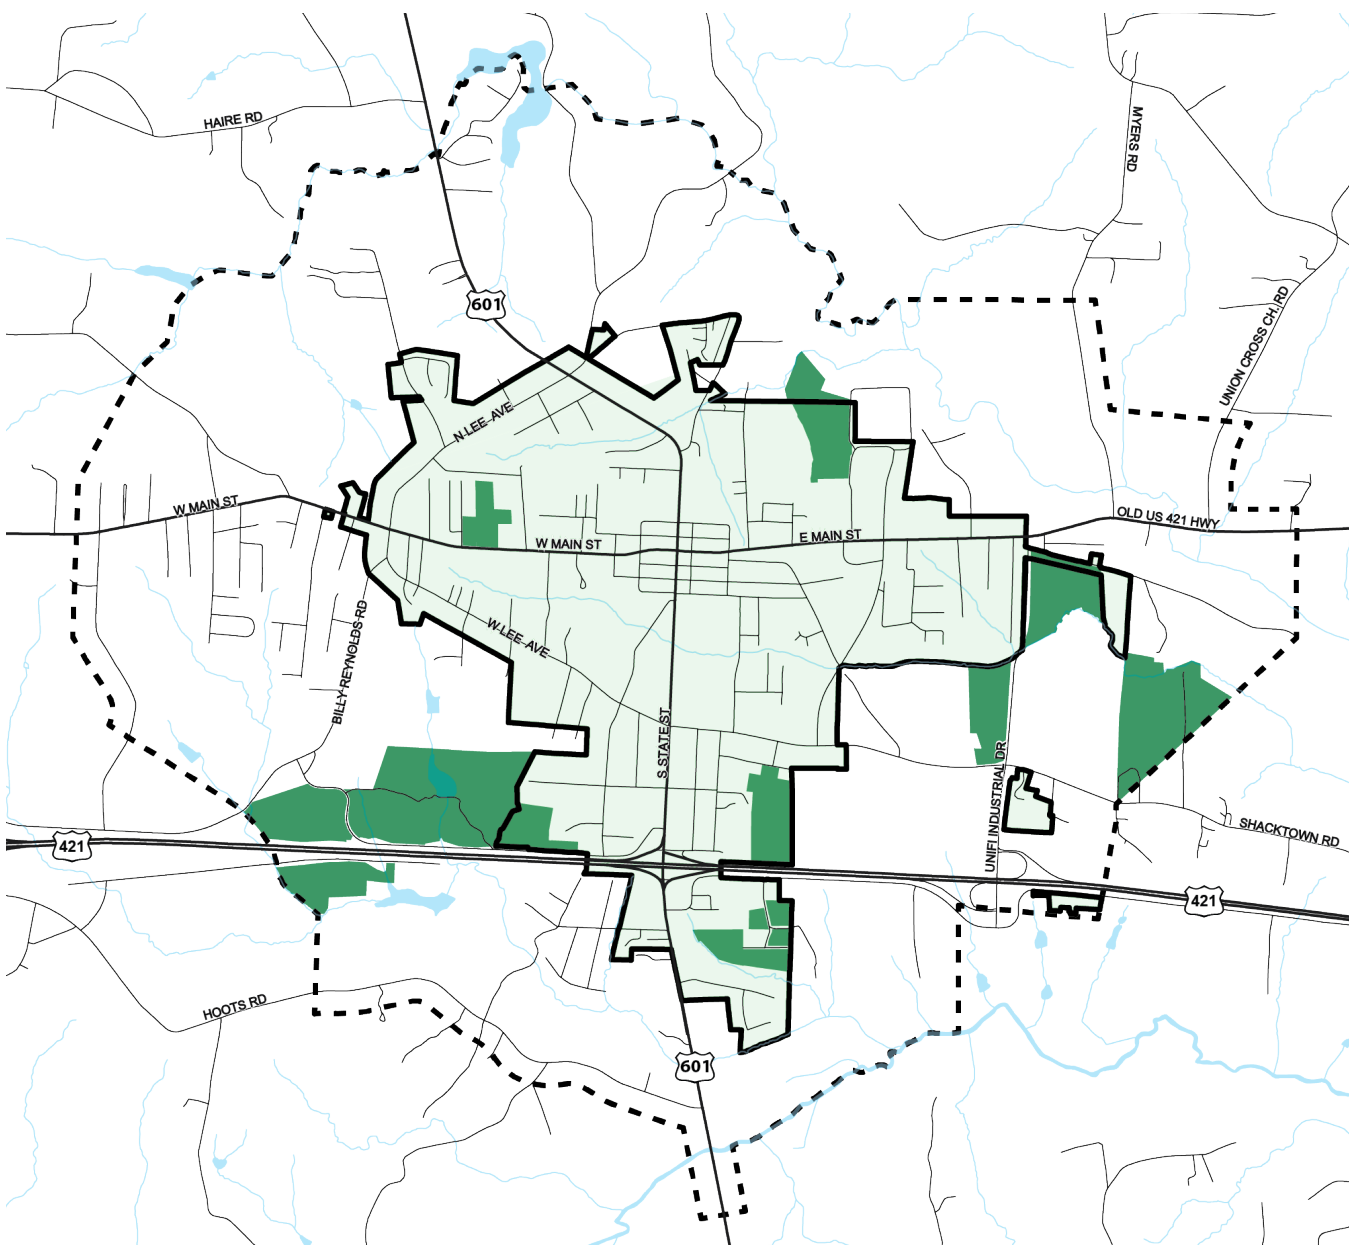 HAIRE RD
MYERS RD
601
UNION CROSS CH. RD
N LEE AVE
W MAIN ST
OLD US 421 HWY
E MAIN ST
W MAIN ST
W LEE AVE
BILLY REYNOLDS RD
S STATE ST
UNIFI INDUSTRIAL DR
SHACKTOWN RD
421
421
HOOTS RD
601